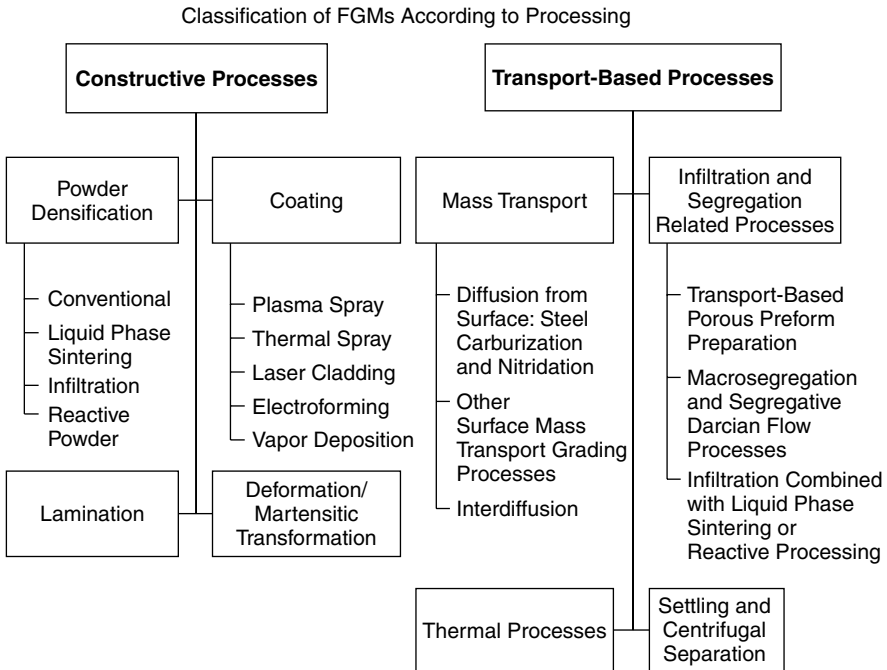 Classification of FGMs According to Processing
Constructive Processes
Powder
Densification
Conventional
Liquid Phase
Sintering
Infiltration
Reactive
Powder
Coating
Plasma Spray
Thermal Spray
Laser Cladding
Electroforming
Vapor Deposition
Lamination
Deformation/
Martensitic
Transformation
Transport-Based Processes
Mass Transport
Diffusion from
Surface: Steel
Carburization
and Nitridation
Other
Surface Mass
Transport Grading
Processes
Interdiffusion
Infiltration and
Segregation
Related Processes
Transport-Based
Porous Preform
Preparation
Macrosegregation
and Segregative
Darcian Flow
Processes
Infiltration Combined
with Liquid Phase
Sintering or
Reactive Processing
Thermal Processes
Settling and
Centrifugal
Separation